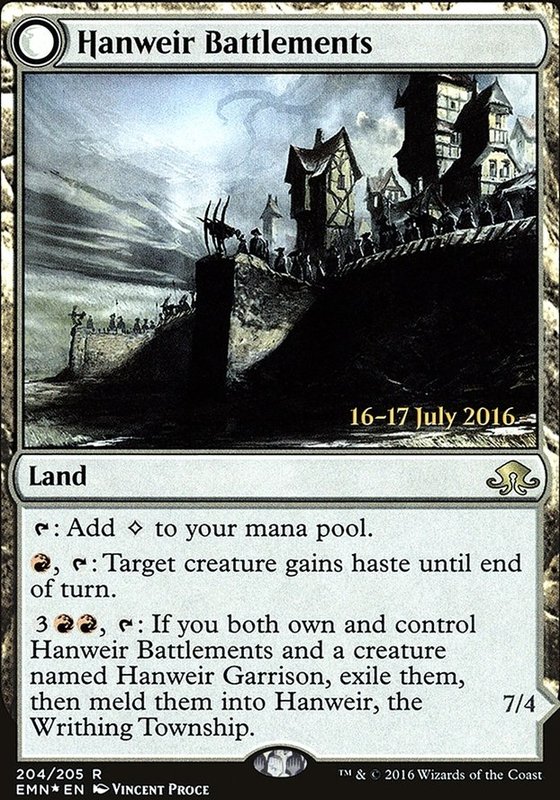 Hanweir Battlements
16–17 July 2016
Land
: Add to your mana pool.
, : Target creature gains haste until end
of turn.
3 , : If you both own and control
Hanweir Battlements and a creature
named Hanweir Garrison, exile them,
then meld them into Hanweir, the
Writhing Township.
7/4
204/205 R
EMN★EN Vincent Proce
™ & © 2016 Wizards of the Coast